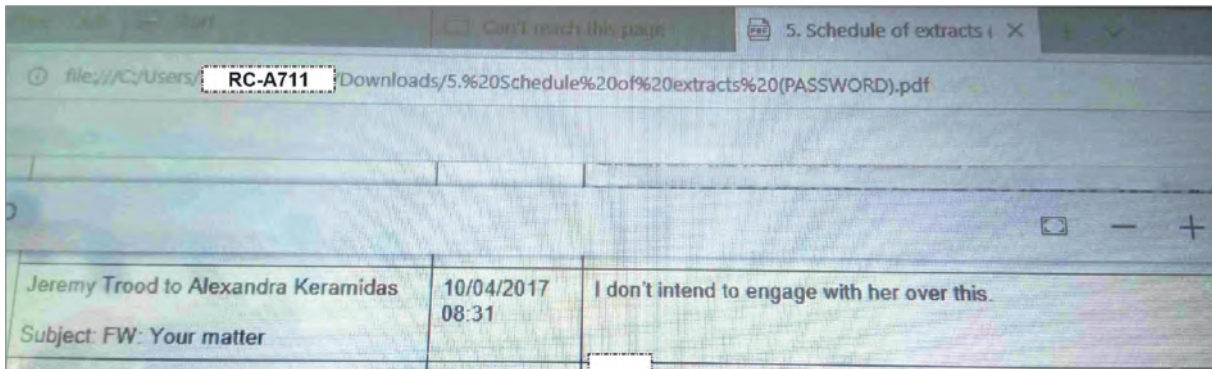 Start
Can't reach this page
5. Schedule of extracts (
file:///C:/Users/ RC-A711 /Downloads/5.%20Schedule%20of%20extracts%20(PASSWORD).pdf
Jeremy Trood to Alexandra Keramidas
10/04/2017
08:31
I don't intend to engage with her over this.
Subject: FW: Your matter